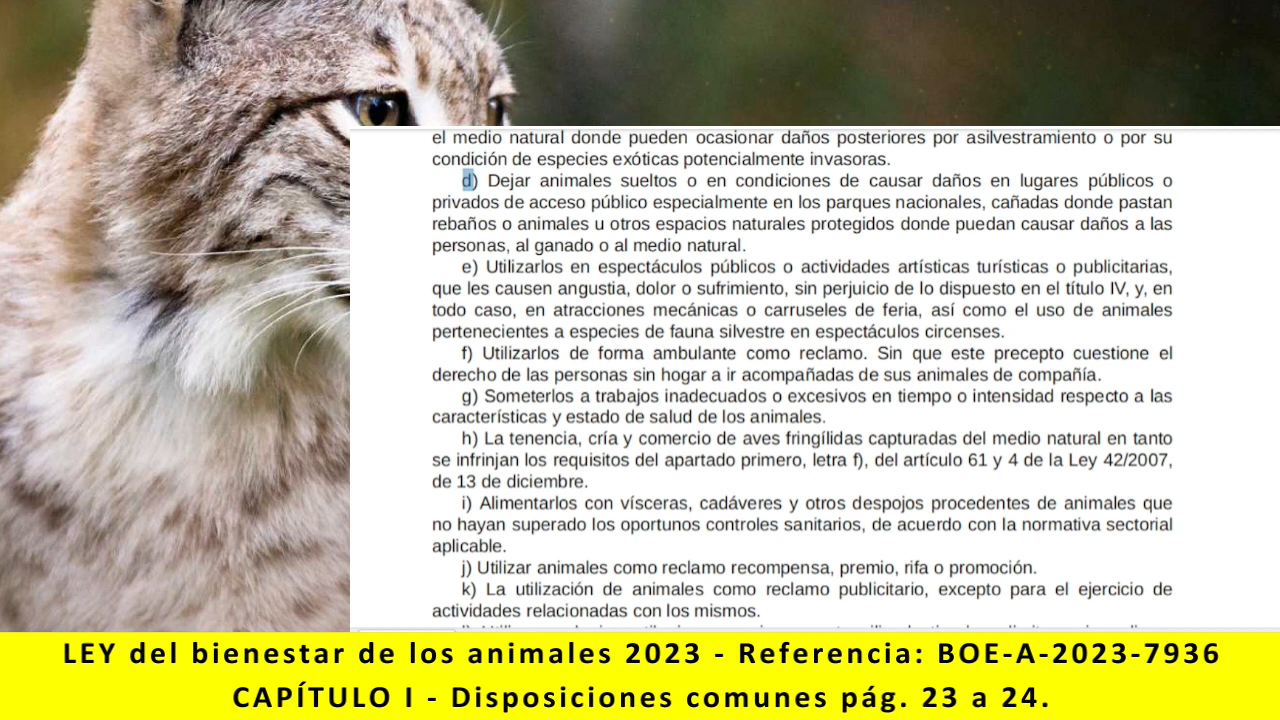 el medio natural donde pueden ocasionar daños posteriores por asilvestramiento o por su
condición de especies exóticas potencialmente invasoras.
d) Dejar animales sueltos o en condiciones de causar daños en lugares públicos o
privados de acceso público especialmente en los parques nacionales, cañadas donde pastan
rebaños o animales u otros espacios naturales protegidos donde puedan causar daños a las
personas, al ganado o al medio natural.
e) Utilizarlos en espectáculos públicos o actividades artísticas turísticas o publicitarias,
que les causen angustia, dolor o sufrimiento, sin perjuicio de lo dispuesto en el título IV, y, en
todo caso, en atracciones mecánicas o carruseles de feria, así como el uso de animales
pertenecientes a especies de fauna silvestre en espectáculos circenses.
f) Utilizarlos de forma ambulante como reclamo. Sin que este precepto cuestione el
derecho de las personas sin hogar a ir acompañadas de sus animales de compañía.
g) Someterlos a trabajos inadecuados o excesivos en tiempo o intensidad respecto a las
características y estado de salud de los animales.
h) La tenencia, cría y comercio de aves fringílidas capturadas del medio natural en tanto
se infrinjan los requisitos del apartado primero, letra f), del artículo 61 y 4 de la Ley 42/2007,
de 13 de diciembre.
i) Alimentarlos con vísceras, cadáveres y otros despojos procedentes de animales que
no hayan superado los oportunos controles sanitarios, de acuerdo con la normativa sectorial
aplicable.
j) Utilizar animales como reclamo recompensa, premio, rifa o promoción.
k) La utilización de animales como reclamo publicitario, excepto para el ejercicio de
actividades relacionadas con los mismos.
LEY del bienestar de los animales 2023 - Referencia: BOE-A-2023-7936
CAPÍTULO I - Disposiciones comunes pág. 23 a 24.